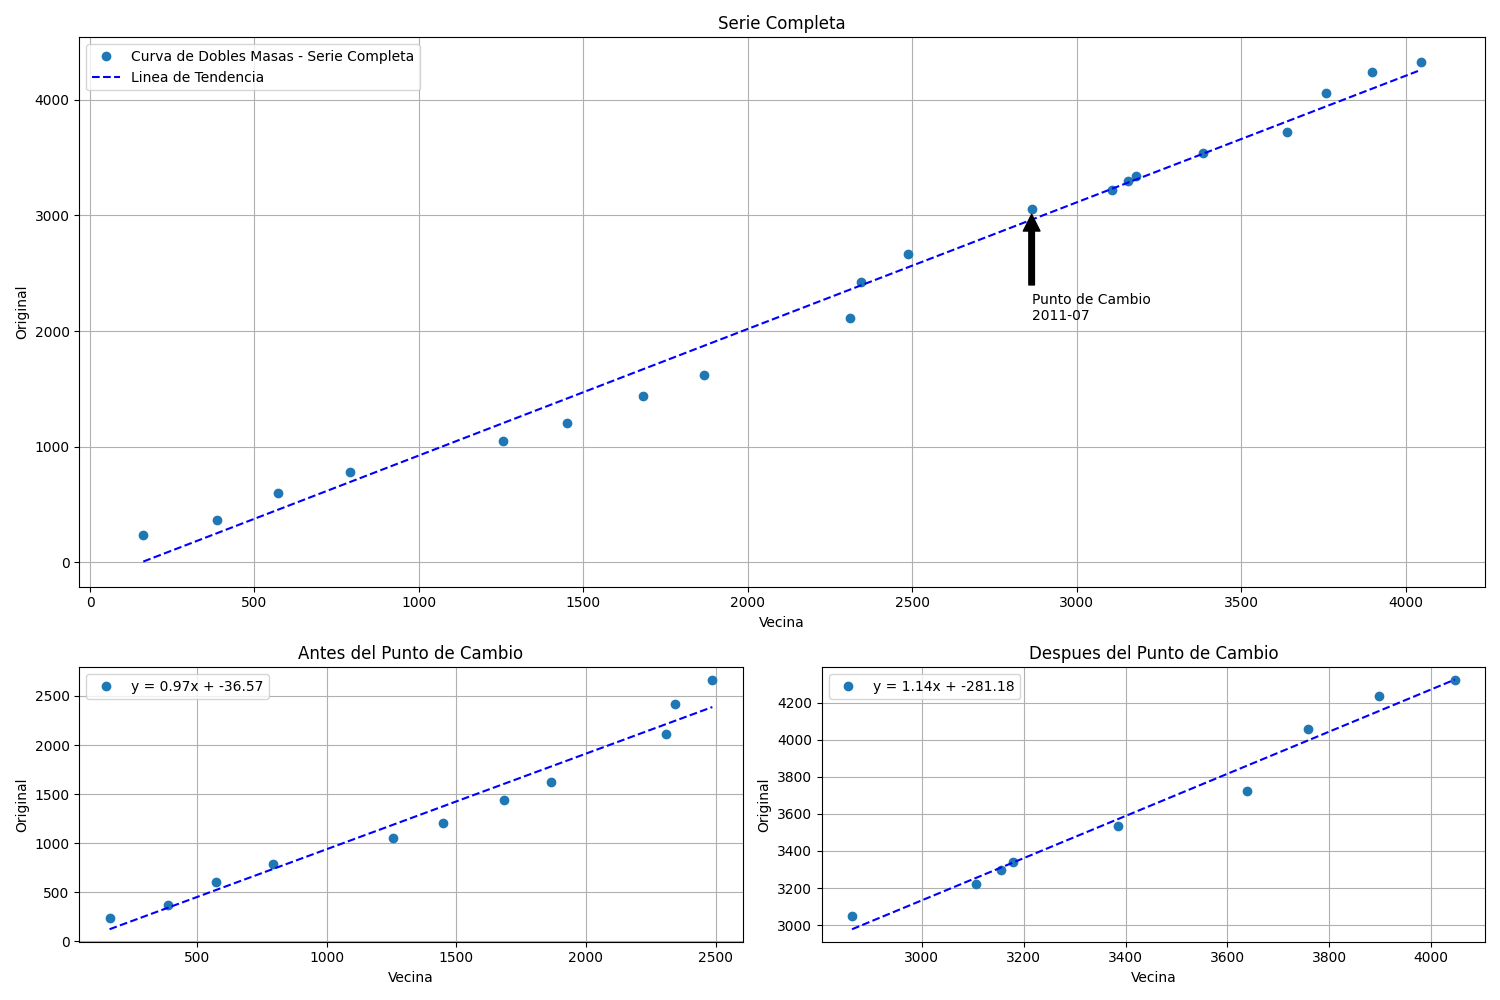 Serie Completa
Curva de Dobles Masas - Serie Completa
Linea de Tendencia
4000
3000
2000
1000
0
Original
Punto de Cambio
2011-07
0 500 1000 1500 2000 2500 3000 3500 4000
Vecina
Antes del Punto de Cambio
y = 0.97x + -36.57
2500
2000
1500
1000
500
0
Original
500 1000 1500 2000 2500
Vecina
Despues del Punto de Cambio
y = 1.14x + -281.18
4200
4000
3800
3600
3400
3200
3000
Original
3000 3200 3400 3600 3800 4000
Vecina